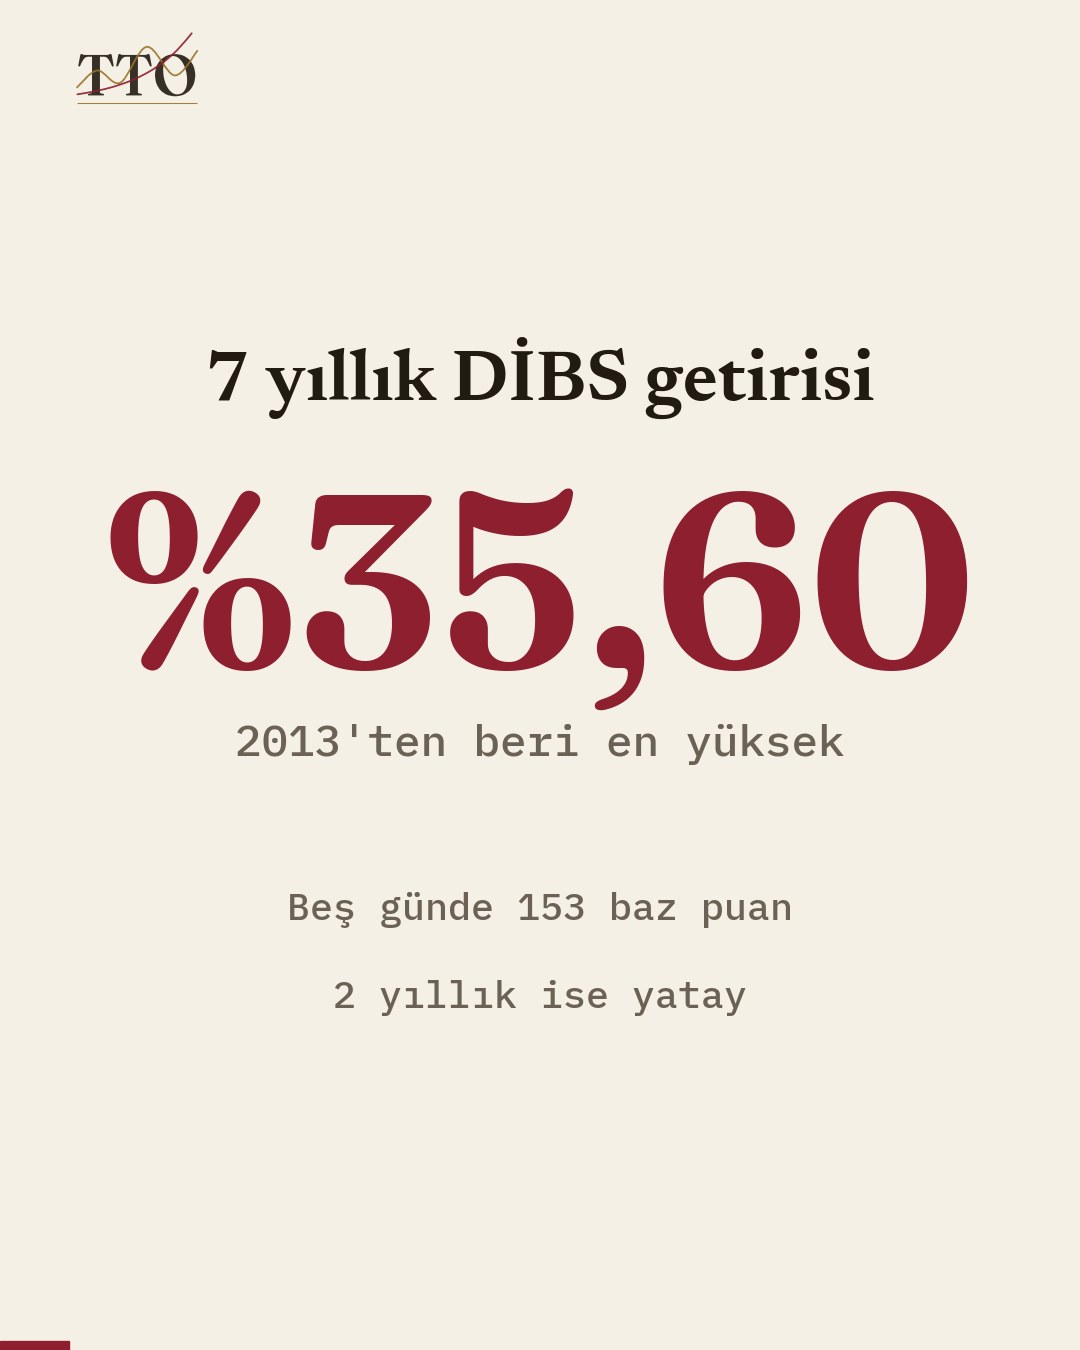 TTO
7 yıllık DİBS getirisi
%35,60
2013'ten beri en yüksek
Beş günde 153 baz puan
2 yıllık ise yatay